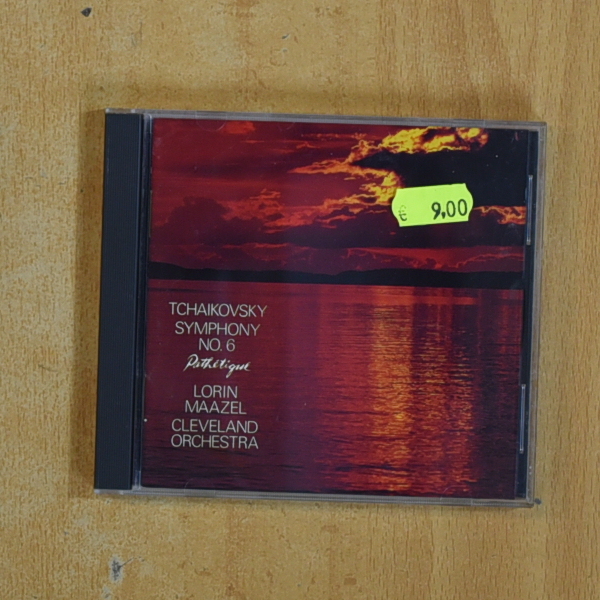 € 9,00
TCHAIKOVSKY
SYMPHONY
NO. 6
Pathétique
LORIN
MAAZEL
CLEVELAND
ORCHESTRA